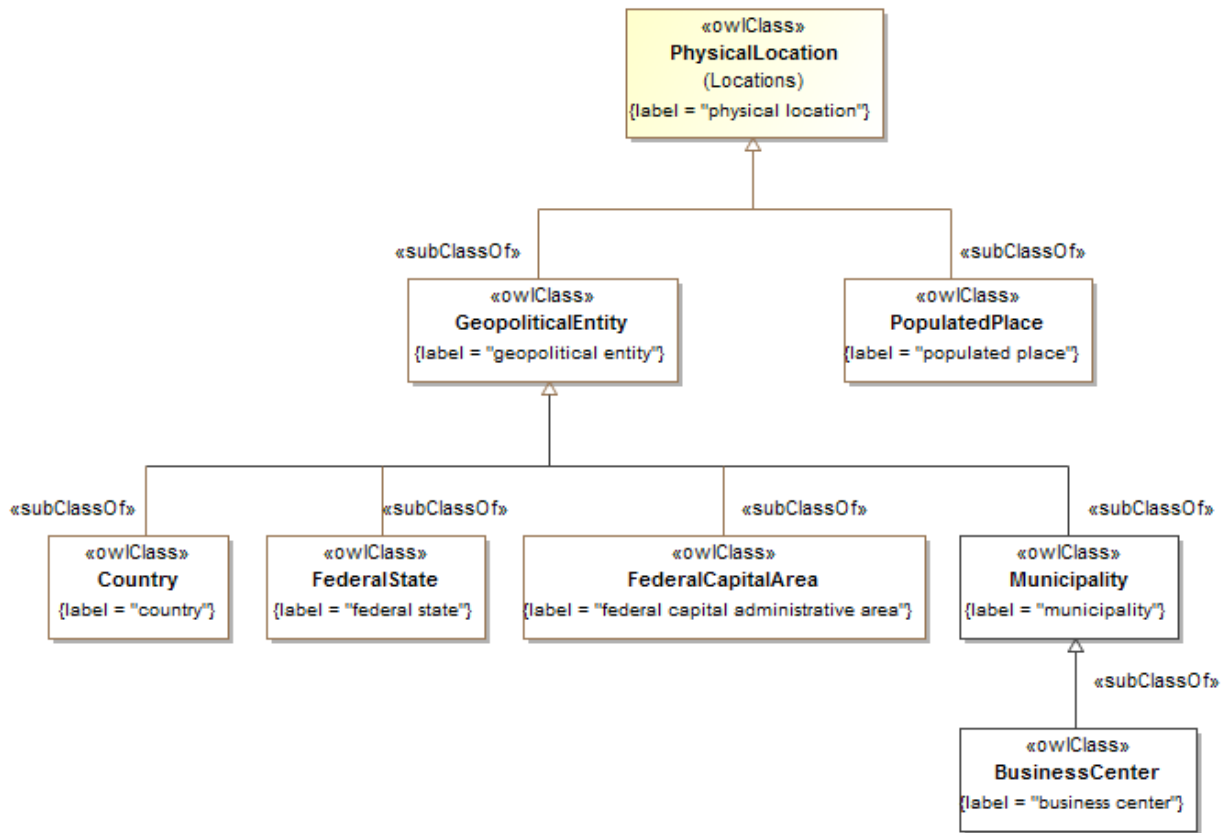 «owlClass»
PhysicalLocation
(Locations)
{label = "physical location"}
«subClassOf»
«subClassOf»
«owlClass»
GeopoliticalEntity
{label = "geopolitical entity"}
«owlClass»
PopulatedPlace
{label = "populated place"}
«subClassOf»
«subClassOf»
«subClassOf»
«subClassOf»
«owlClass»
Country
{label = "country"}
«owlClass»
FederalState
{label = "federal state"}
«owlClass»
FederalCapitalArea
{label = "federal capital administrative area"}
«owlClass»
Municipality
{label = "municipality"}
«subClassOf»
«owlClass»
BusinessCenter
{label = "business center"}